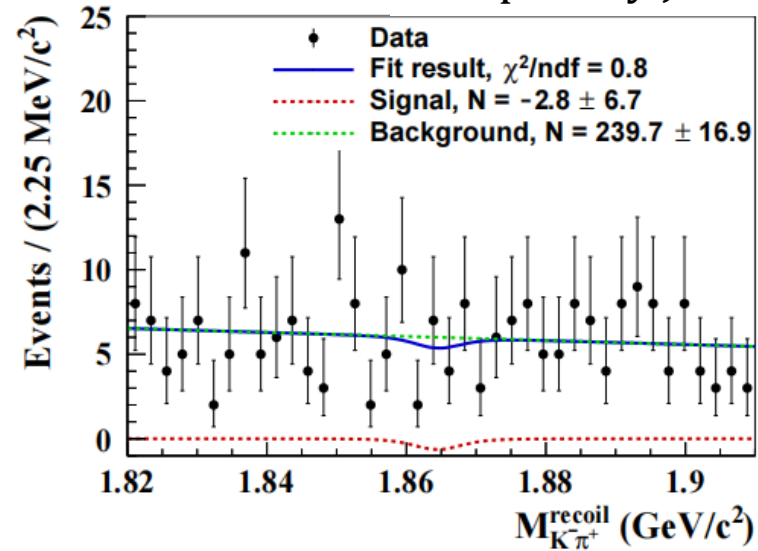 25
20
15
10
5
0
Events / (2.25 MeV/c²)
Data
Fit result, χ²/ndf = 0.8
Signal, N = -2.8 ± 6.7
Background, N = 239.7 ± 16.9
1.82 1.84 1.86 1.88 1.9
M^{recoil}_{K⁻π⁺} (GeV/c²)